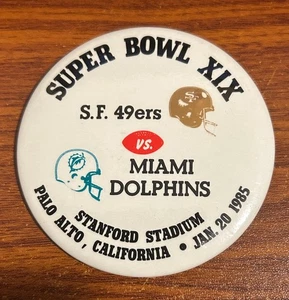 SUPER BOWL XIX
S.F. 49ers
VS.
MIAMI
DOLPHINS
STANFORD STADIUM
PALO ALTO, CALIFORNIA • JAN. 20 1985